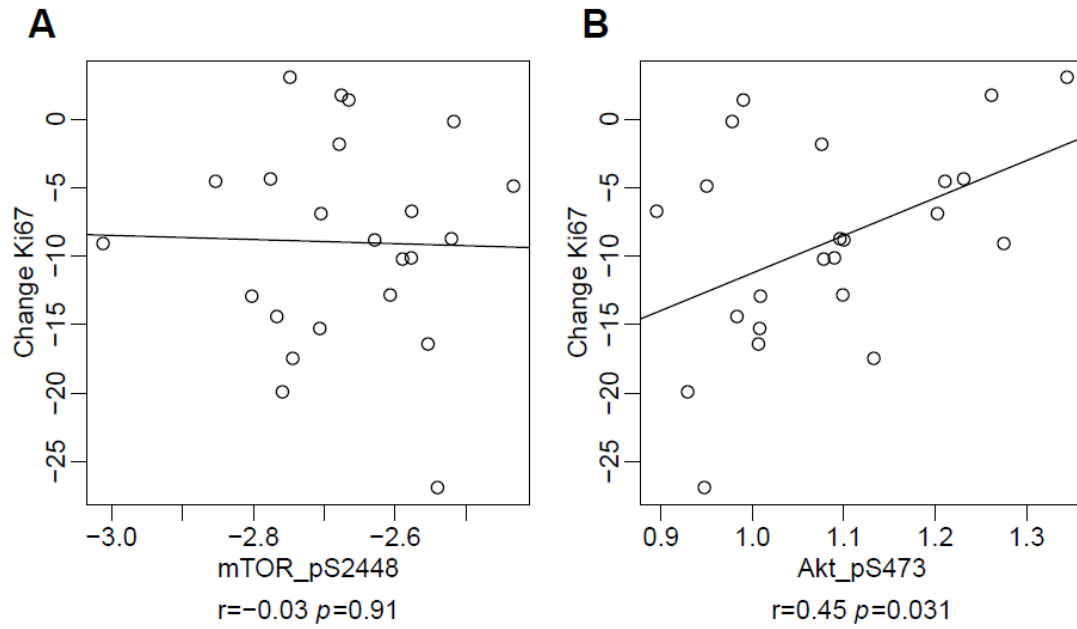 A
Change Ki67
0
−5
−10
−15
−20
−25
−3.0 −2.8 −2.6
mTOR_pS2448
r=−0.03 p=0.91
B
Change Ki67
0
−5
−10
−15
−20
−25
0.9 1.0 1.1 1.2 1.3
Akt_pS473
r=0.45 p=0.031